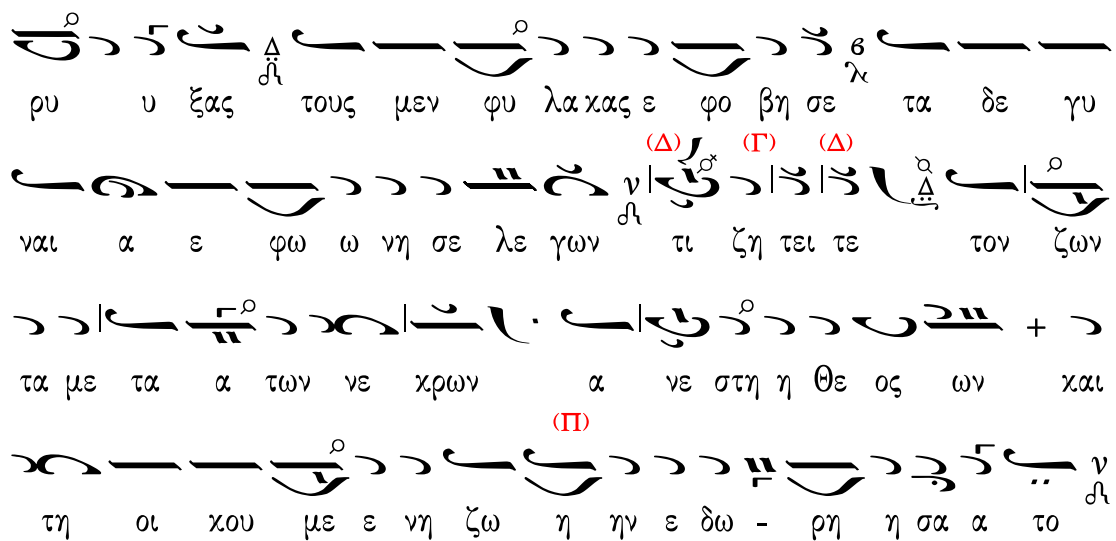 ρυ υ ξας Δ τους μεν φυ λα κας ε φο βη σε β τα δε γυ
(Δ) (Γ) (Δ)
ναι α ε φω ω νη σε λε γων ν τι ζη τει τε Δ τον ζων
τα με τα α των νε κρων α νε στη η Θε ος ων + και
(Π)
τη οι κου με ε νη ζω η ην ε δω - ρη η σα α το ν